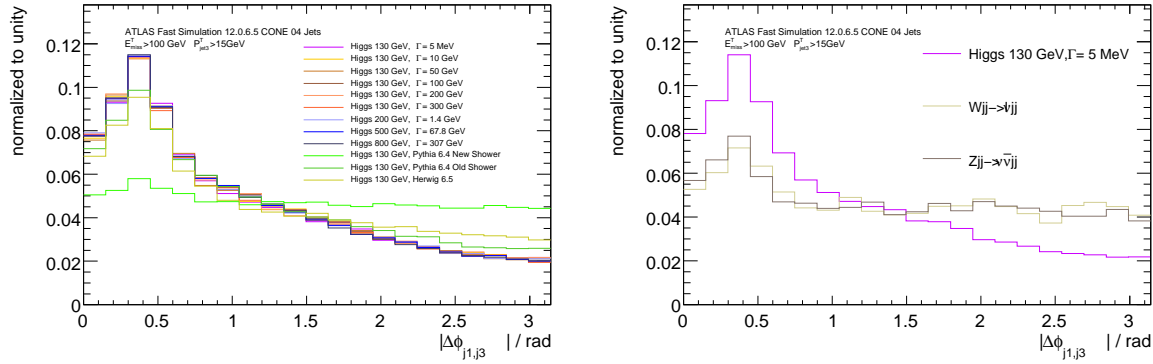 normalized to unity
ATLAS Fast Simulation 12.0.6.5 CONE 04 Jets
E^T_miss>100 GeV P^T_jet3>15GeV
Higgs 130 GeV, Γ= 5 MeV
Higgs 130 GeV, Γ= 10 GeV
Higgs 130 GeV, Γ= 50 GeV
Higgs 130 GeV, Γ= 100 GeV
Higgs 130 GeV, Γ= 200 GeV
Higgs 130 GeV, Γ= 300 GeV
Higgs 200 GeV, Γ= 1.4 GeV
Higgs 500 GeV, Γ= 67.8 GeV
Higgs 800 GeV, Γ= 307 GeV
Higgs 130 GeV, Pythia 6.4 New Shower
Higgs 130 GeV, Pythia 6.4 Old Shower
Higgs 130 GeV, Herwig 6.5
0.12
0.1
0.08
0.06
0.04
0.02
0
0 0.5 1 1.5 2 2.5 3
|Δϕ_j1,j3 | / rad
normalized to unity
ATLAS Fast Simulation 12.0.6.5 CONE 04 Jets
E^T_miss>100 GeV P^T_jet3>15GeV
Higgs 130 GeV,Γ= 5 MeV
Wjj->lνjj
Zjj->νν̄jj
0.12
0.1
0.08
0.06
0.04
0.02
0
0 0.5 1 1.5 2 2.5 3
|Δϕ_j1,j3 | / rad